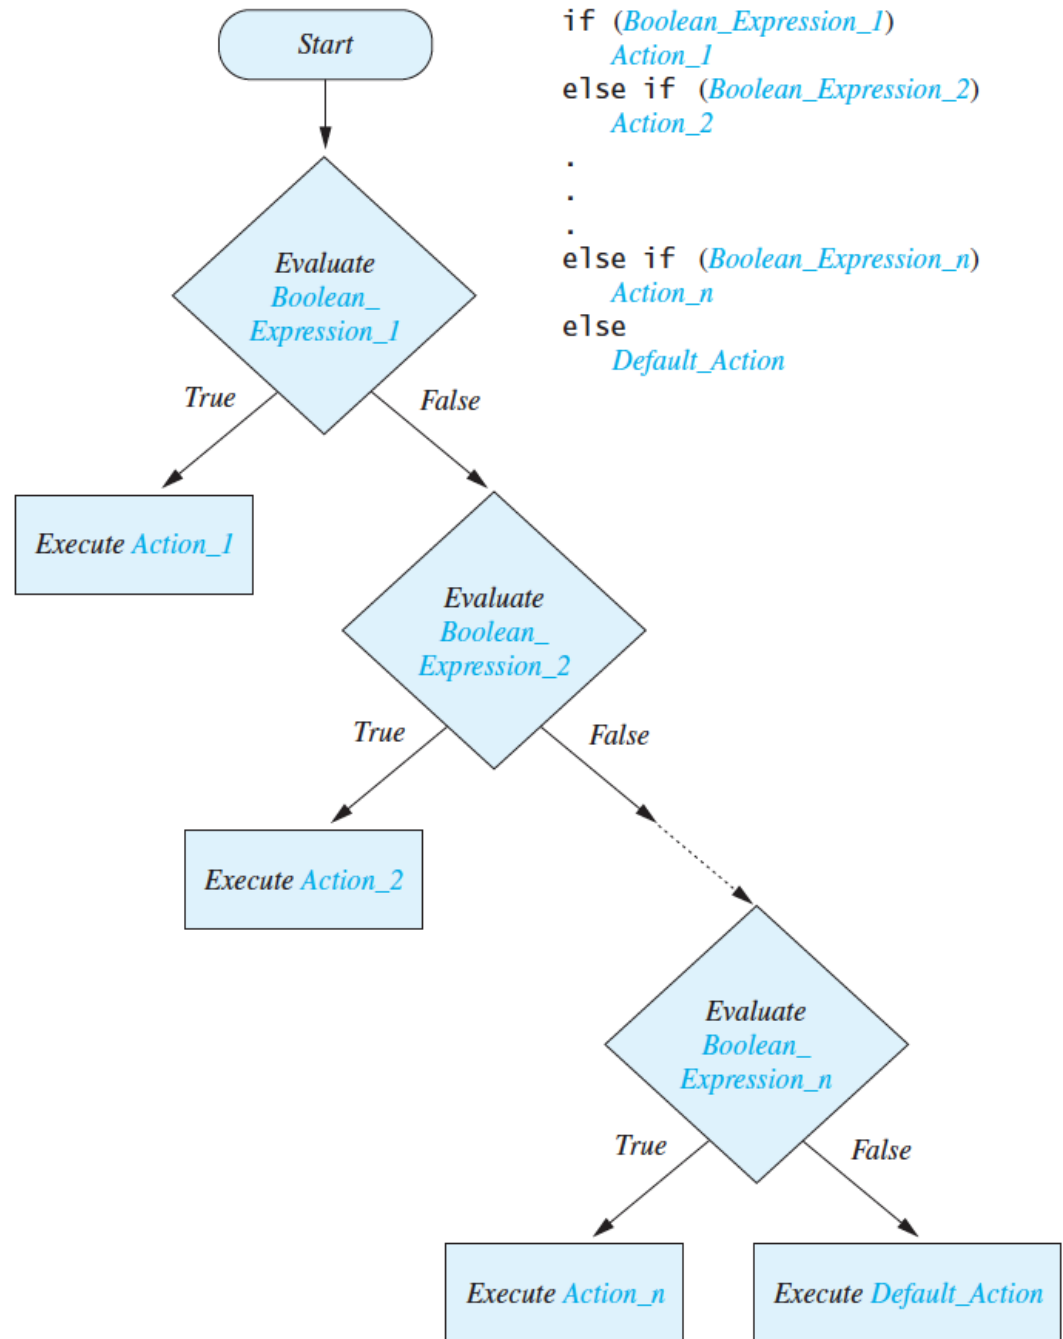 Start
if (Boolean_Expression_1)
Action_1
else if (Boolean_Expression_2)
Action_2
.
.
.
else if (Boolean_Expression_n)
Action_n
else
Default_Action
Evaluate
Boolean_
Expression_1
True
False
Execute Action_1
Evaluate
Boolean_
Expression_2
True
False
Execute Action_2
Evaluate
Boolean_
Expression_n
True
False
Execute Action_n
Execute Default_Action